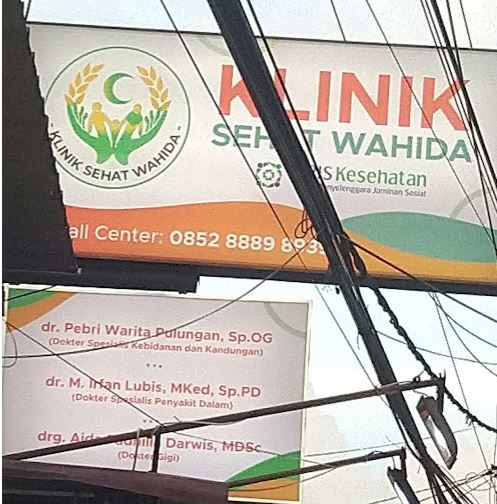 KLINIK
SEHAT WAHIDA
- KLINIK SEHAT WAHIDA -
Kesehatan
Jaminan Sosial
Call Center: 0852 8889
dr. Pebri Warita Pulungan, Sp.OG
(Dokter Spesialis Kebidanan dan Kandungan)
dr. M. Irfan Lubis, MKed, Sp.PD
(Dokter Spesialis Penyakit Dalam)
drg. Darwis, MDSc
(Dokter Gigi)